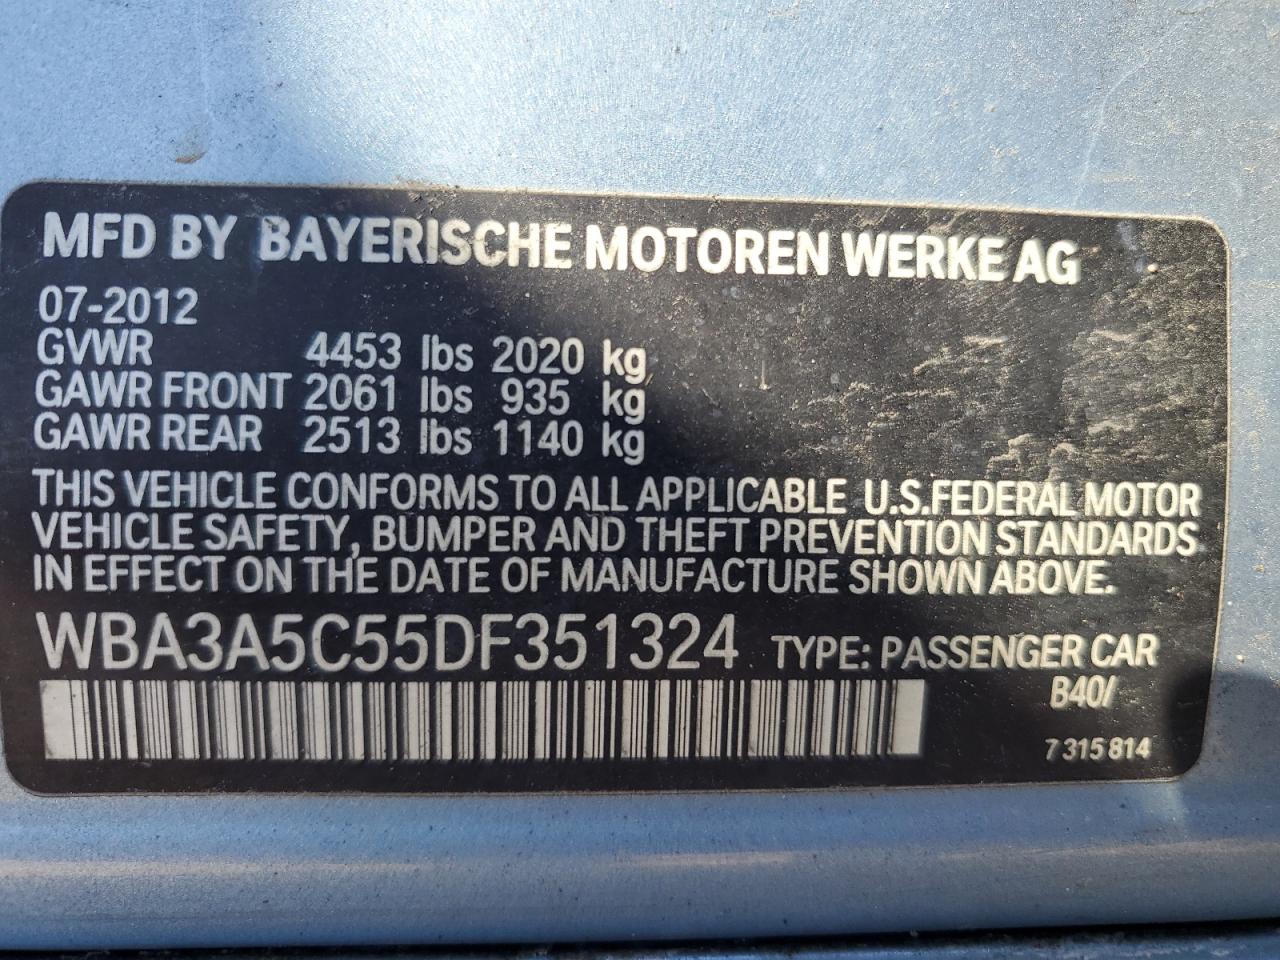 MFD BY BAYERISCHE MOTOREN WERKE AG
07-2012
GVWR 4453 lbs 2020 kg
GAWR FRONT 2061 lbs 935 kg
GAWR REAR 2513 lbs 1140 kg
THIS VEHICLE CONFORMS TO ALL APPLICABLE U.S.FEDERAL MOTOR
VEHICLE SAFETY, BUMPER AND THEFT PREVENTION STANDARDS
IN EFFECT ON THE DATE OF MANUFACTURE SHOWN ABOVE.
WBA3A5C55DF351324 TYPE: PASSENGER CAR
B40/
7 315 814